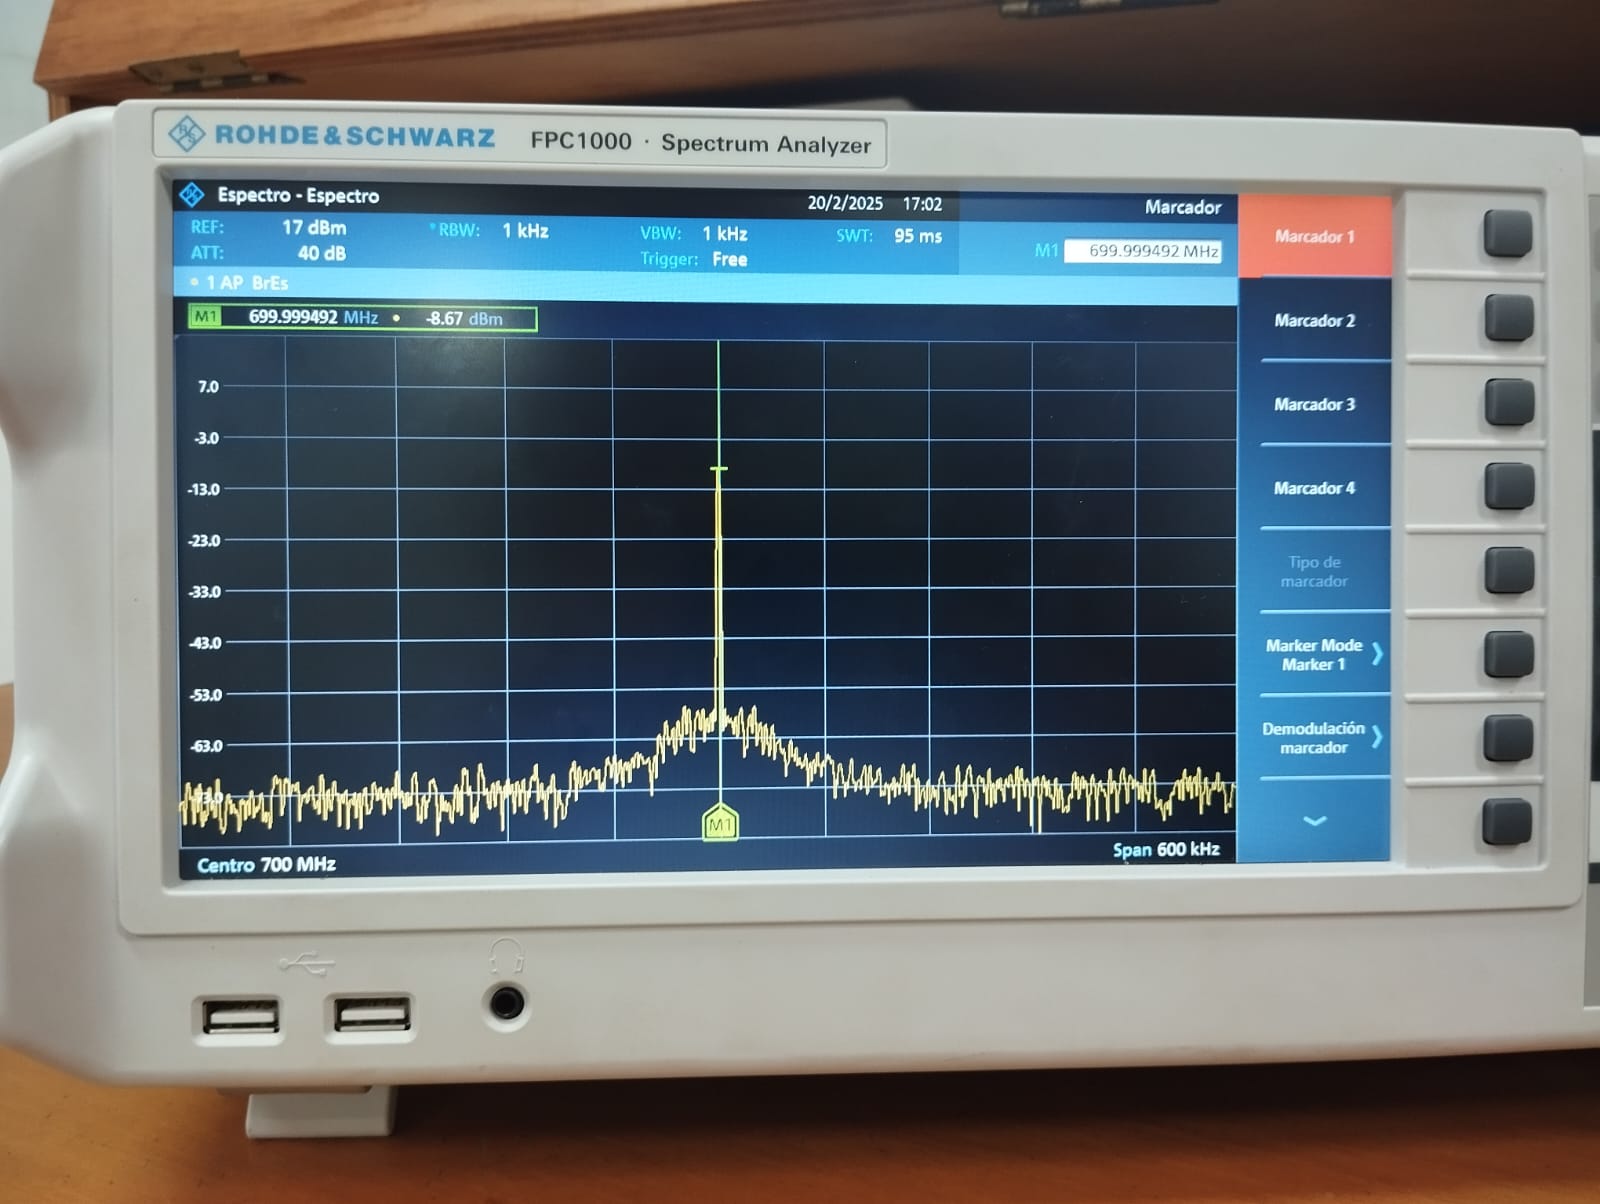 ROHDE&SCHWARZ FPC1000 · Spectrum Analyzer
Espectro - Espectro 20/2/2025 17:02 Marcador
REF: 17 dBm *RBW: 1 kHz VBW: 1 kHz SWT: 95 ms
ATT: 40 dB Trigger: Free M1 699.999492 MHz
1 AP BrEs
M1 699.999492 MHz • -8.67 dBm
7.0
-3.0
-13.0
-23.0
-33.0
-43.0
-53.0
-63.0
M1
Centro 700 MHz Span 600 kHz
Marcador 1
Marcador 2
Marcador 3
Marcador 4
Tipo de
marcador
Marker Mode
Marker 1
Demodulación
marcador